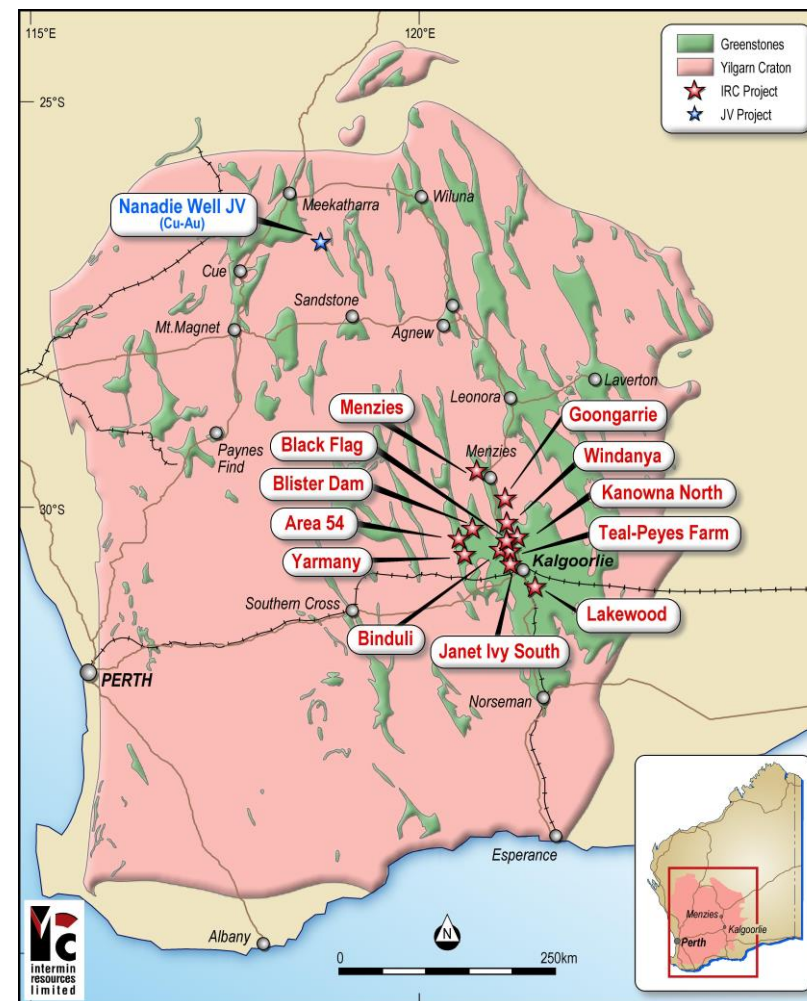 115°E
120°E
25°S
30°S
Greenstones
Yilgarn Craton
IRC Project
JV Project
Nanadie Well JV
(Cu-Au)
Meekatharra
Wiluna
Cue
Sandstone
Mt.Magnet
Agnew
Laverton
Leonora
Menzies
Goongarrie
Black Flag
Menzies
Windanya
Paynes
Find
Blister Dam
Kanowna North
Area 54
Teal-Peyes Farm
Yarmany
Kalgoorlie
Southern Cross
Binduli
Janet Ivy South
Lakewood
PERTH
Norseman
Esperance
Albany
N
0
250km
Menzies
Kalgoorlie
Perth
intermin
resources
limited